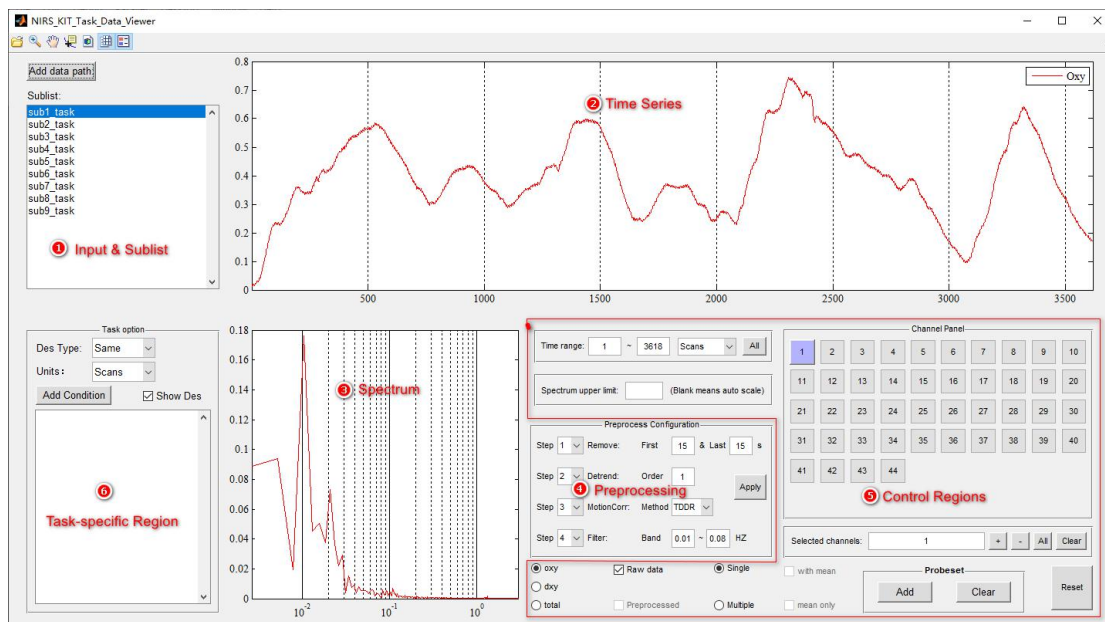 NIRS_KIT_Task_Data_Viewer
Add data path:
Sublist:
sub1_task
sub2_task
sub3_task
sub4_task
sub5_task
sub6_task
sub7_task
sub8_task
sub9_task
1 Input & Sublist
0.8
0.7
0.6
0.5
0.4
0.3
0.2
0.1
0
2 Time Series
Oxy
500 1000 1500 2000 2500 3000 3500
Task option
Des Type: Same
Units: Scans
Add Condition Show Des
6
Task-specific Region
0.18
0.16
0.14
0.12
0.1
0.08
0.06
0.04
0.02
0
3 Spectrum
10-2 10-1 100
Time range: 1 ~ 3618 Scans All
Spectrum upper limit: (Blank means auto scale)
Preprocess Configuration
Step 1 Remove: First 15 & Last 15 s
Step 2 Detrend: Order 1
4 Preprocessing
Apply
Step 3 MotionCorr: Method TDDR
Step 4 Filter: Band 0.01 ~ 0.08 HZ
oxy Raw data Single with mean
dxy
total Preprocessed Multiple mean only
Channel Panel
1 2 3 4 5 6 7 8 9 10
11 12 13 14 15 16 17 18 19 20
21 22 23 24 25 26 27 28 29 30
31 32 33 34 35 36 37 38 39 40
41 42 43 44
5 Control Regions
Selected channels: 1 + - All Clear
Probeset
Add Clear
Reset